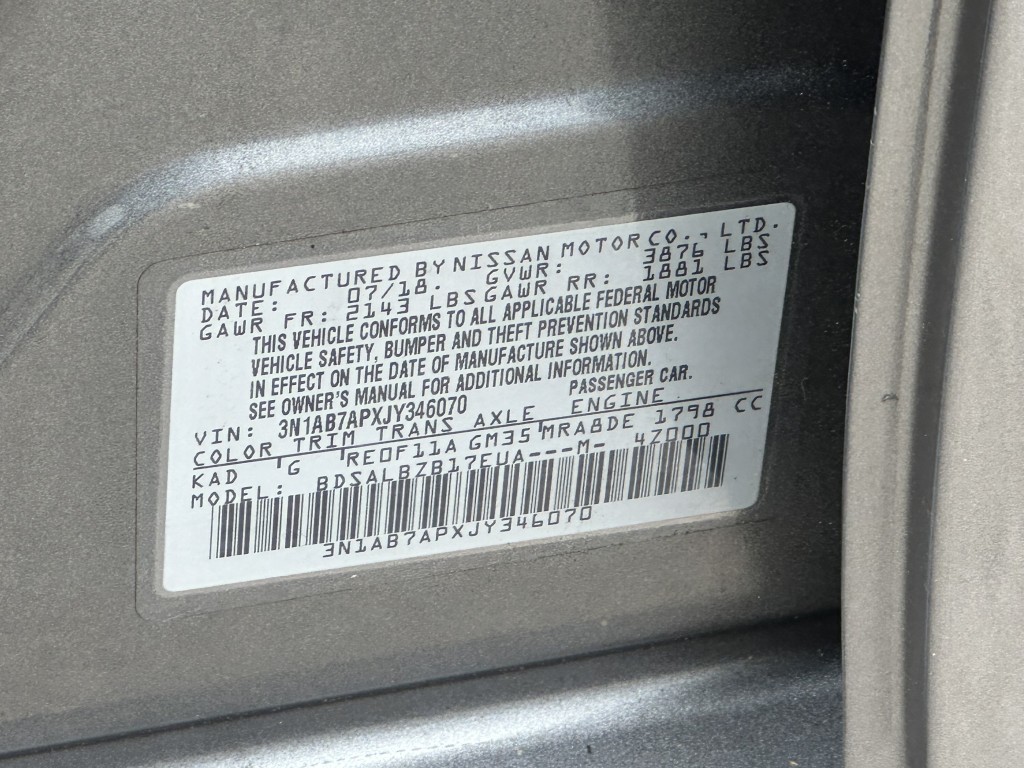 MANUFACTURED BY NISSAN MOTOR CO., LTD.
DATE: 07/18. GVWR: 3876 LBS
GAWR FR: 2143 LBS GAWR RR: 1881 LBS
THIS VEHICLE CONFORMS TO ALL APPLICABLE FEDERAL MOTOR
VEHICLE SAFETY, BUMPER AND THEFT PREVENTION STANDARDS
IN EFFECT ON THE DATE OF MANUFACTURE SHOWN ABOVE.
SEE OWNER'S MANUAL FOR ADDITIONAL INFORMATION.
VIN: 3N1AB7APXJY346070 PASSENGER CAR.
COLOR TRIM TRANS AXLE ENGINE
KAD G RE0F11A GM35 MRA8DE 1798 CC
MODEL: BDSALBZB17EUA---M- 4Z000
3N1AB7APXJY346070